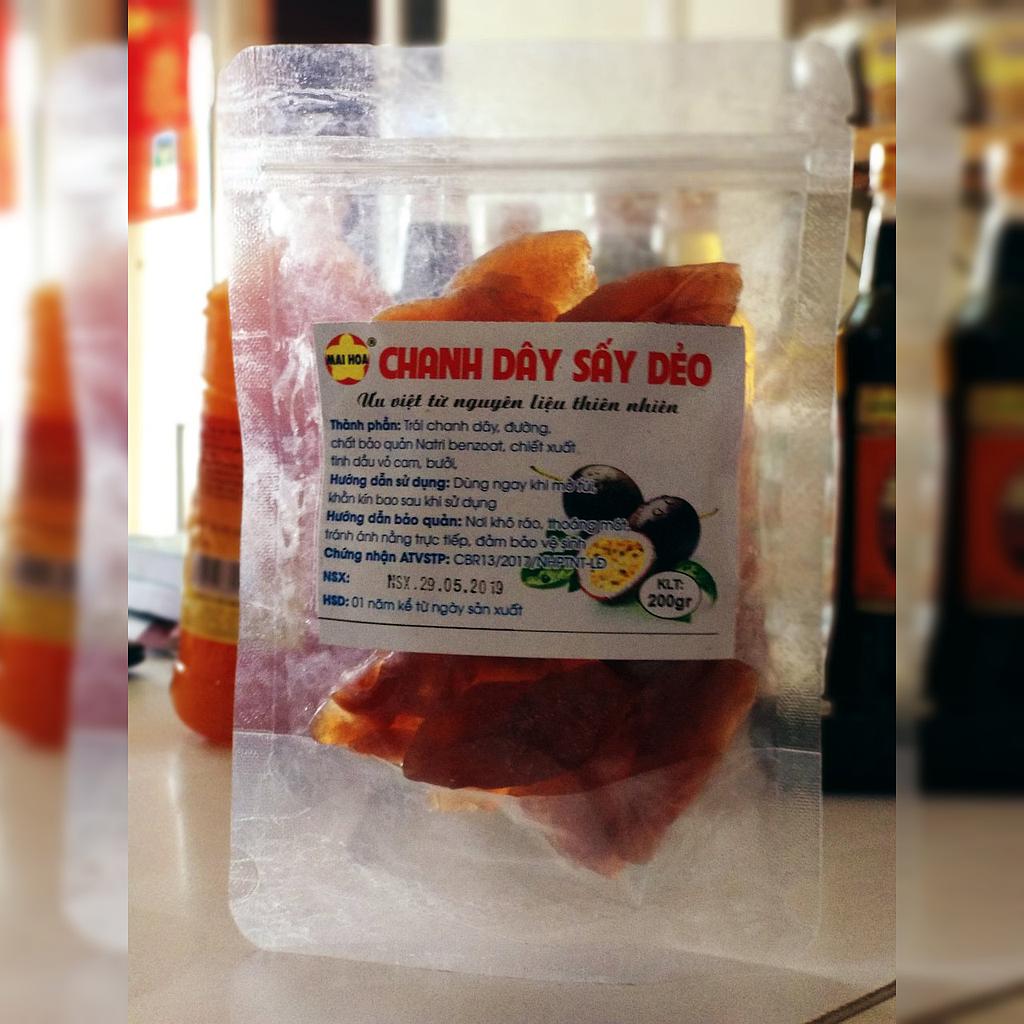 MAI HOA ®
CHANH DÂY SẤY DẺO
Ưu việt từ nguyên liệu thiên nhiên
Thành phần: Trái chanh dây, đường,
chất bảo quản Natri benzoat, chiết xuất
tinh dầu vỏ cam, bưởi,
Hướng dẫn sử dụng: Dùng ngay khi mở túi,
khằn kín bao sau khi sử dụng
Hướng dẫn bảo quản: Nơi khô ráo, thoáng mát,
tránh ánh nắng trực tiếp, đảm bảo vệ sinh
Chứng nhận ATVSTP: CBR13/2017/NHPTNT-LĐ
NSX: NSX.29.05.2019
HSD: 01 năm kể từ ngày sản xuất
KLT:
200gr